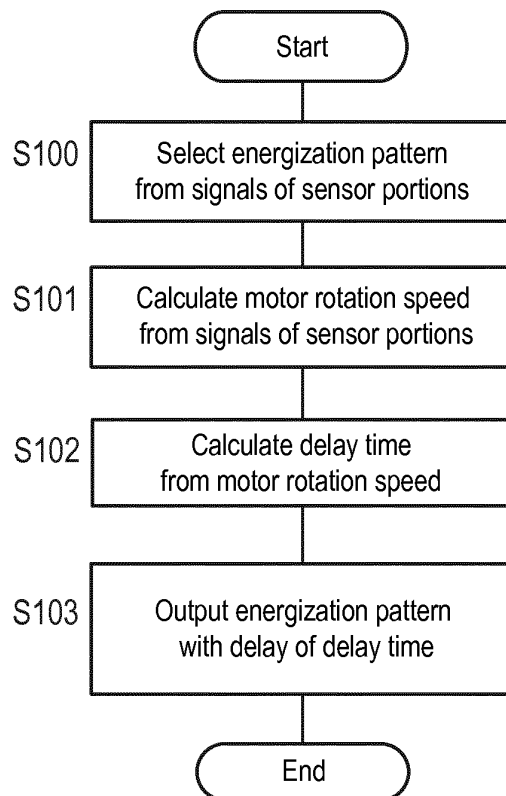 Start
S100
Select energization pattern
from signals of sensor portions
S101
Calculate motor rotation speed
from signals of sensor portions
S102
Calculate delay time
from motor rotation speed
S103
Output energization pattern
with delay of delay time
End